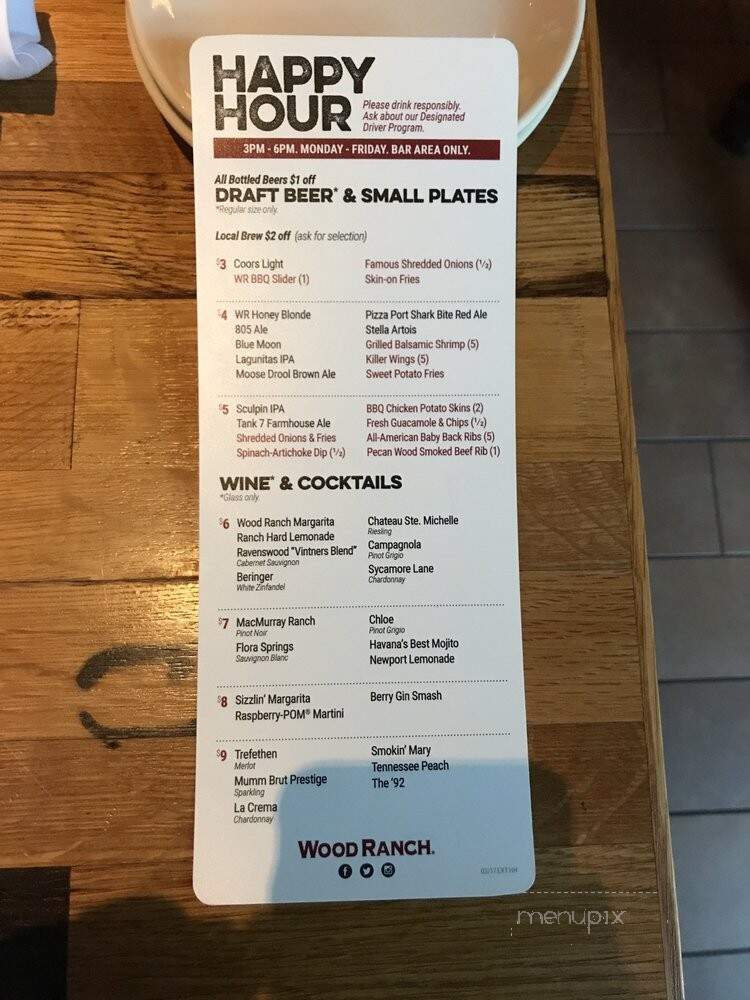 HAPPY
HOUR
Please drink responsibly.
Ask about our Designated
Driver Program.
3PM - 6PM. MONDAY - FRIDAY. BAR AREA ONLY.
All Bottled Beers $1 off
DRAFT BEER* & SMALL PLATES
*Regular size only.
Local Brew $2 off (ask for selection)
$3 Coors Light
WR BBQ Slider (1)
Famous Shredded Onions (1/2)
Skin-on Fries
$4 WR Honey Blonde
805 Ale
Blue Moon
Lagunitas IPA
Moose Drool Brown Ale
Pizza Port Shark Bite Red Ale
Stella Artois
Grilled Balsamic Shrimp (5)
Killer Wings (5)
Sweet Potato Fries
$5 Sculpin IPA
Tank 7 Farmhouse Ale
Shredded Onions & Fries
Spinach-Artichoke Dip (1/2)
BBQ Chicken Potato Skins (2)
Fresh Guacamole & Chips (1/2)
All-American Baby Back Ribs (5)
Pecan Wood Smoked Beef Rib (1)
WINE* & COCKTAILS
*Glass only.
$6 Wood Ranch Margarita
Ranch Hard Lemonade
Ravenswood "Vintners Blend"
Cabernet Sauvignon
Beringer
White Zinfandel
Chateau Ste. Michelle
Riesling
Campagnola
Pinot Grigio
Sycamore Lane
Chardonnay
$7 MacMurray Ranch
Pinot Noir
Flora Springs
Sauvignon Blanc
Chloe
Pinot Grigio
Havana's Best Mojito
Newport Lemonade
$8 Sizzlin' Margarita
Raspberry-POM® Martini
Berry Gin Smash
$9 Trefethen
Merlot
Mumm Brut Prestige
Sparkling
La Crema
Chardonnay
Smokin' Mary
Tennessee Peach
The '92
WOOD RANCH.
menupix